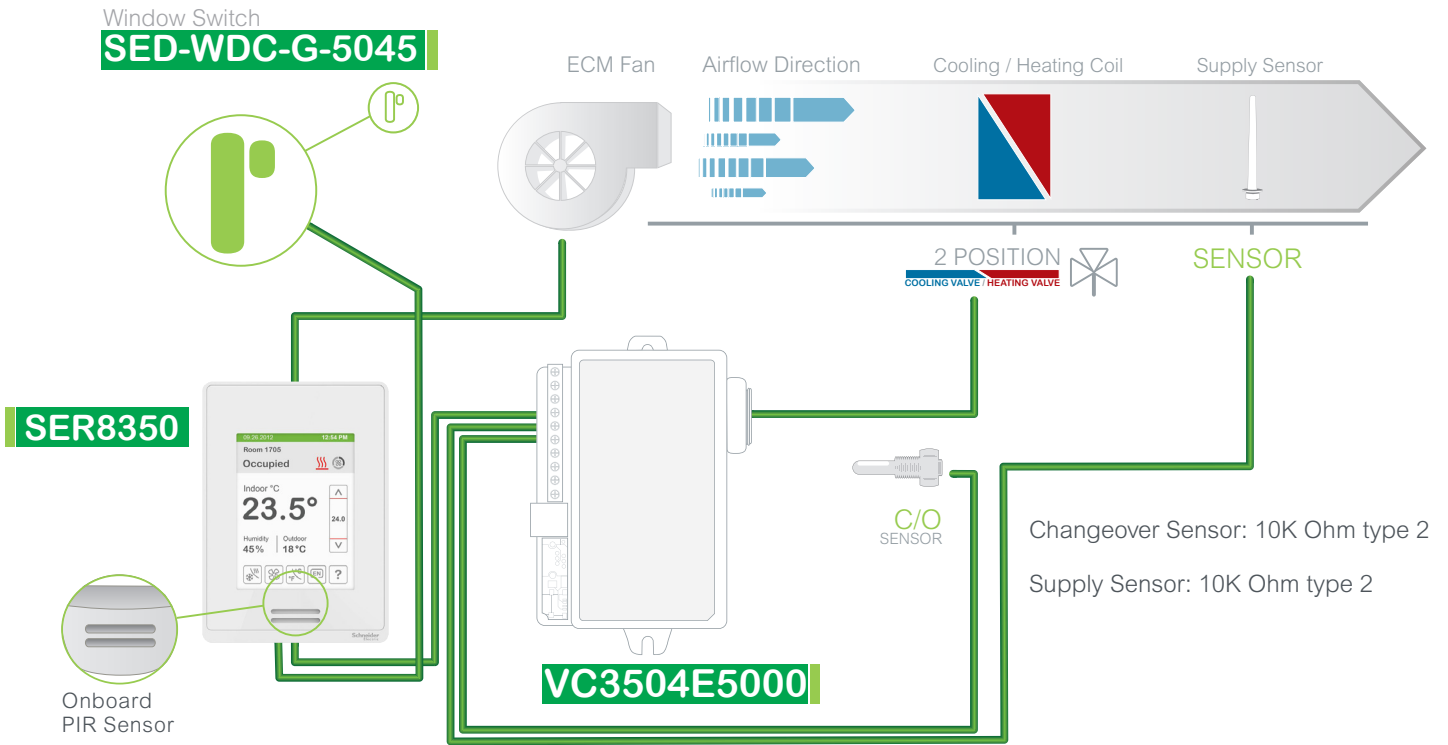 Window Switch
SED-WDC-G-5045
ECM Fan
Airflow Direction
Cooling / Heating Coil
Supply Sensor
2 POSITION
COOLING VALVE / HEATING VALVE
SENSOR
SER8350
09.26.2012 12:54 PM
Room 1705
Occupied
Indoor °C
23.5°
24.0
Humidity
45%
Outdoor
18°C
EN
?
Schneider
Electric
Onboard
PIR Sensor
VC3504E5000
C/O
SENSOR
Changeover Sensor: 10K Ohm type 2
Supply Sensor: 10K Ohm type 2